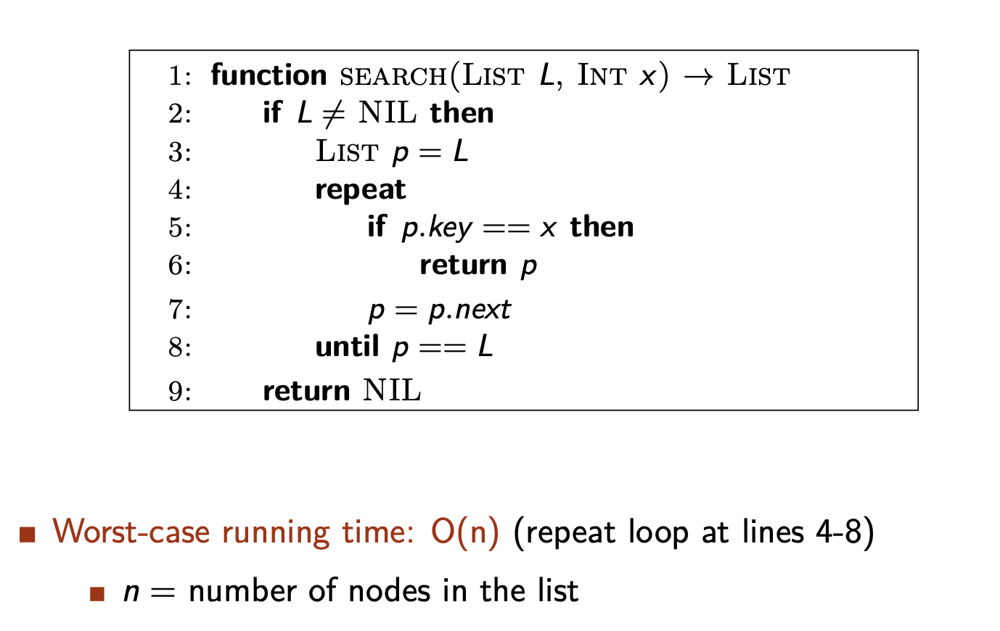 1: function SEARCH(LIST L, INT x) → LIST
2: if L ≠ NIL then
3: LIST p = L
4: repeat
5: if p.key == x then
6: return p
7: p = p.next
8: until p == L
9: return NIL
Worst-case running time: O(n) (repeat loop at lines 4-8)
n = number of nodes in the list